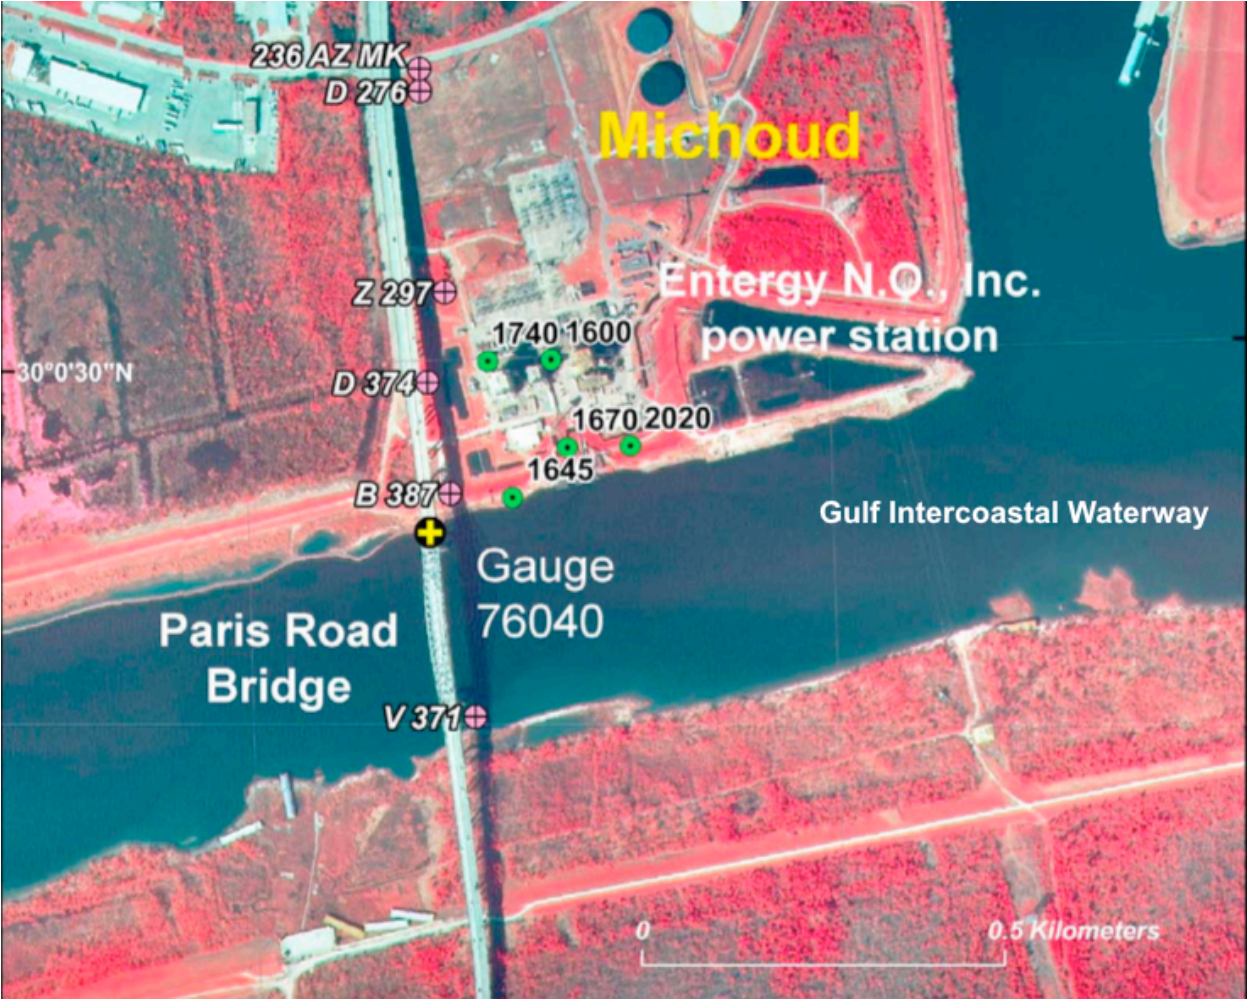 236 AZ MK
D 276
Michoud
Z 297
Entergy N.O., Inc.
power station
1740 1600
30°0'30"N
D 374
1670 2020
1645
B 387
Gulf Intercoastal Waterway
Gauge
76040
Paris Road
Bridge
V 371
0 0.5 Kilometers